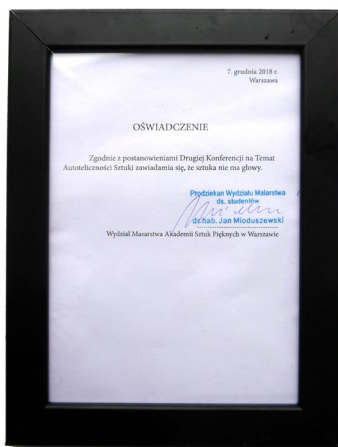 7. grudnia 2018 r.
Warszawa
OŚWIADCZENIE
Zgodnie z postanowieniami Drugiej Konferencji na Temat
Autoteliczności Sztuki zawiadamia się, że sztuka nie ma głowy.
Prodziekan Wydziału Malarstwa
ds. studentów
dr hab. Jan Mioduszewski
Wydział Masarstwa Akademii Sztuk Pięknych w Warszawie